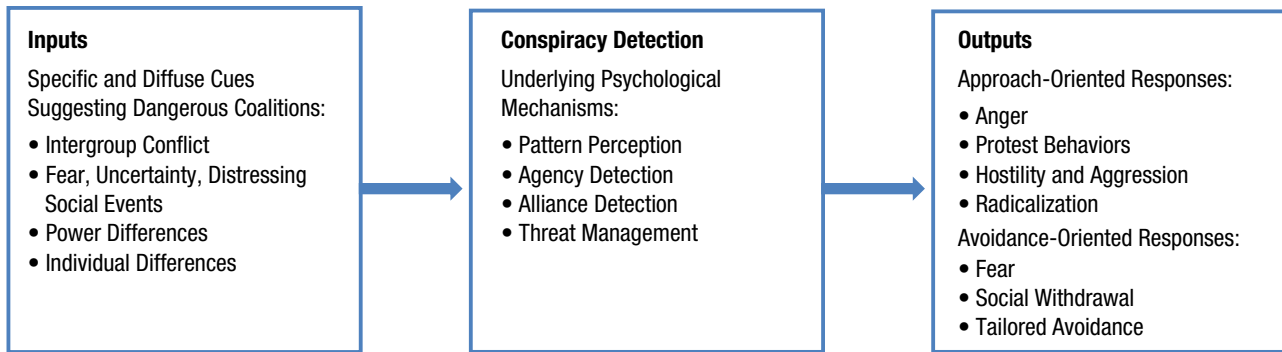 Inputs
Specific and Diffuse Cues
Suggesting Dangerous Coalitions:
• Intergroup Conflict
• Fear, Uncertainty, Distressing
Social Events
• Power Differences
• Individual Differences
Conspiracy Detection
Underlying Psychological
Mechanisms:
• Pattern Perception
• Agency Detection
• Alliance Detection
• Threat Management
Outputs
Approach-Oriented Responses:
• Anger
• Protest Behaviors
• Hostility and Aggression
• Radicalization
Avoidance-Oriented Responses:
• Fear
• Social Withdrawal
• Tailored Avoidance